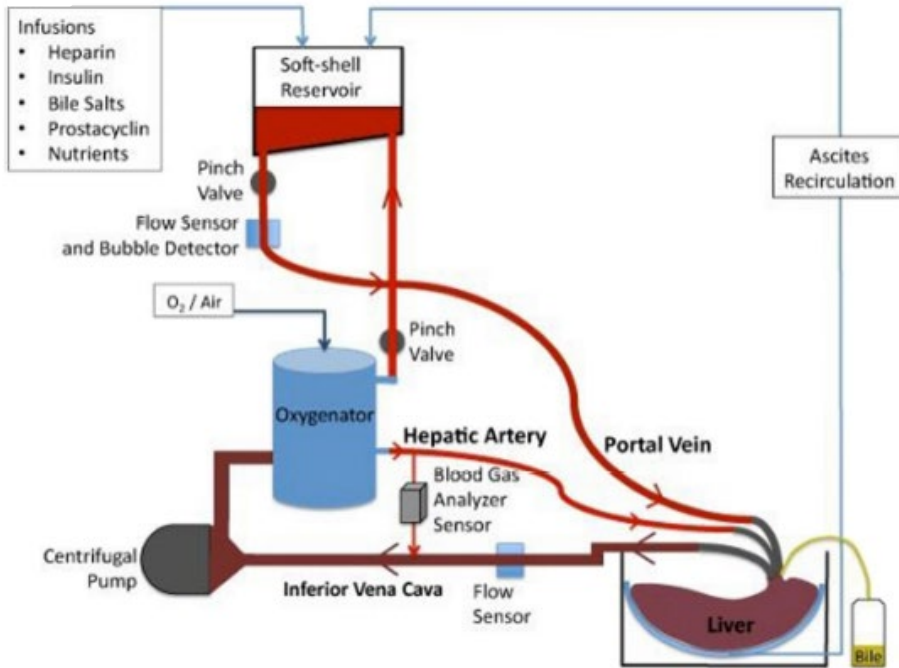 Infusions
• Heparin
• Insulin
• Bile Salts
• Prostacyclin
• Nutrients
Soft-shell
Reservoir
Pinch
Valve
Flow Sensor
and Bubble Detector
Ascites
Recirculation
O₂ / Air
Pinch
Valve
Oxygenator
Hepatic Artery
Portal Vein
Blood Gas
Analyzer
Sensor
Centrifugal
Pump
Inferior Vena Cava
Flow
Sensor
Liver
Bile